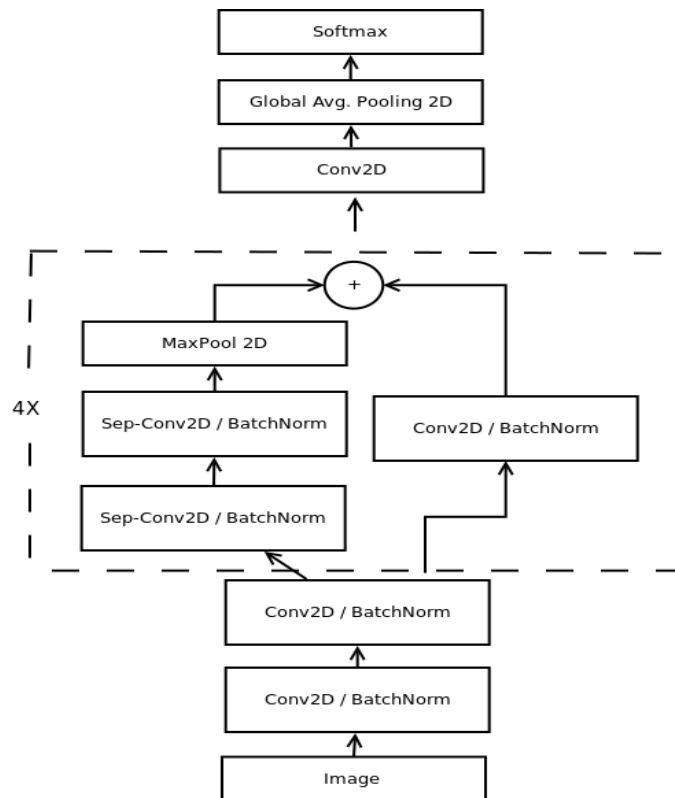 Softmax
Global Avg. Pooling 2D
Conv2D
+
MaxPool 2D
4X
Sep-Conv2D / BatchNorm
Conv2D / BatchNorm
Sep-Conv2D / BatchNorm
Conv2D / BatchNorm
Conv2D / BatchNorm
Image